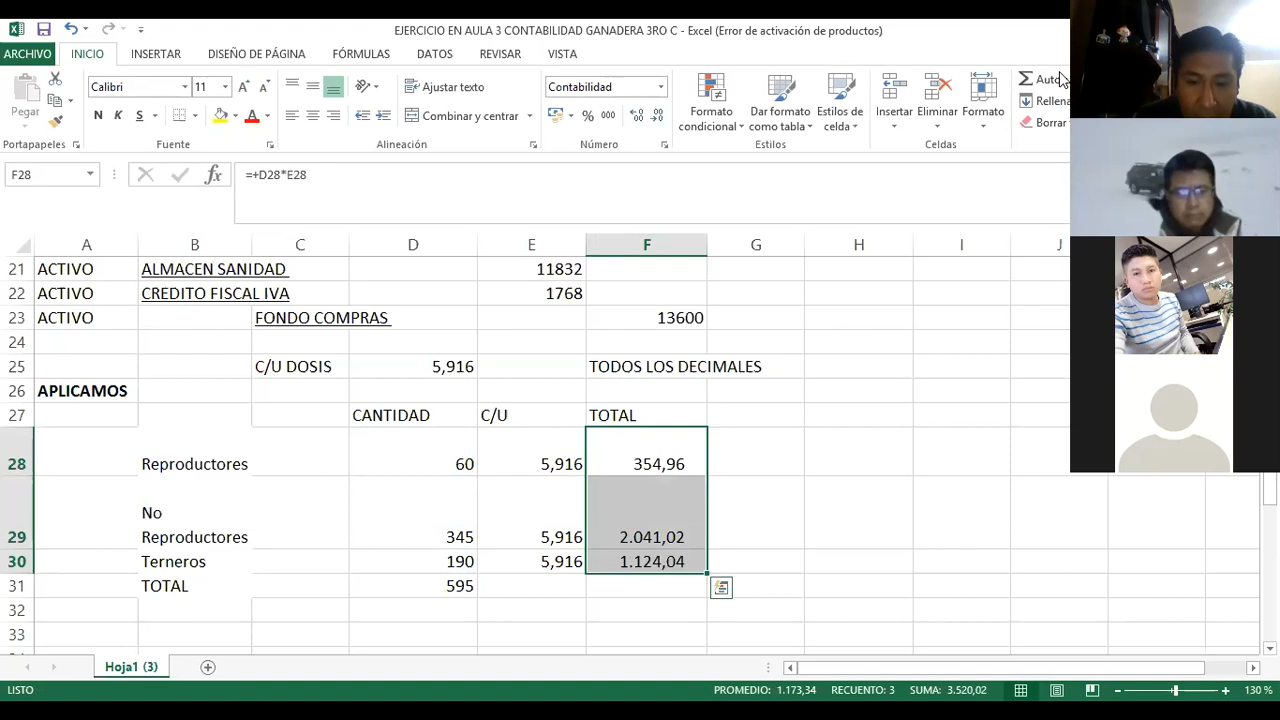 EJERCICIO EN AULA 3 CONTABILIDAD GANADERA 3RO C - Excel (Error de activación de productos)
ARCHIVO INICIO INSERTAR DISEÑO DE PÁGINA FÓRMULAS DATOS REVISAR VISTA
Calibri 11 Ajustar texto Contabilidad
Pegar N K S Combinar y centrar % 000
Formato condicional Dar formato como tabla Estilos de celda Insertar Eliminar Formato
Auto
Rellena
Borrar
Portapapeles Fuente Alineación Número Estilos Celdas
F28 =+D28*E28
A B C D E F G H I J
21 ACTIVO ALMACEN SANIDAD 11832
22 ACTIVO CREDITO FISCAL IVA 1768
23 ACTIVO FONDO COMPRAS 13600
24
25 C/U DOSIS 5,916 TODOS LOS DECIMALES
26 APLICAMOS
27 CANTIDAD C/U TOTAL
28 Reproductores 60 5,916 354,96
No
29 Reproductores 345 5,916 2.041,02
30 Terneros 190 5,916 1.124,04
31 TOTAL 595
32
33
Hoja1 (3)
LISTO PROMEDIO: 1.173,34 RECUENTO: 3 SUMA: 3.520,02 130 %